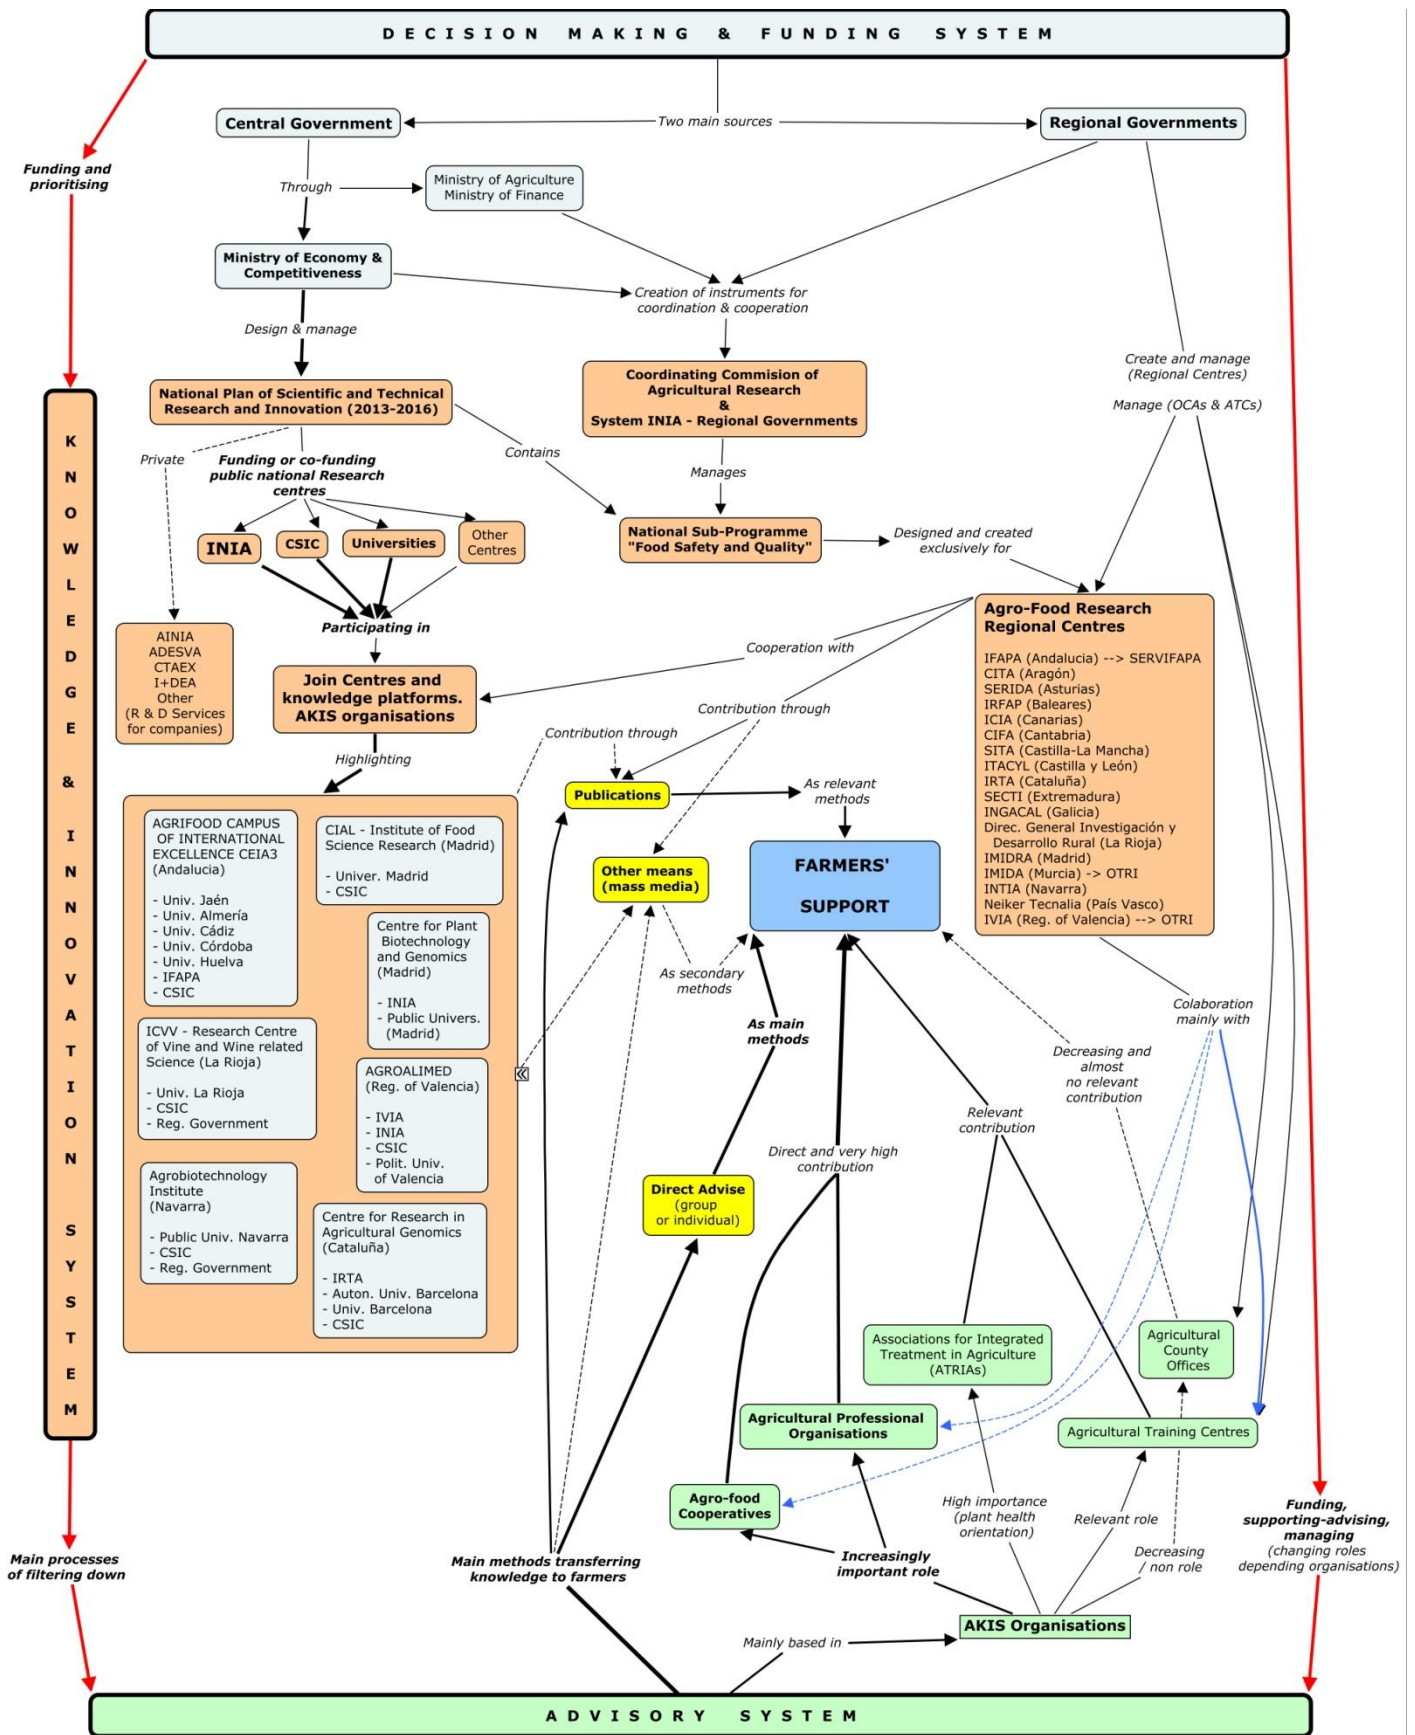 DECISION MAKING & FUNDING SYSTEM
Central Government
Two main sources
Regional Governments
Funding and
prioritising
Through
Ministry of Agriculture
Ministry of Finance
Ministry of Economy &
Competitiveness
Creation of instruments for
coordination & cooperation
Design & manage
Create and manage
(Regional Centres)
Manage (OCAs & ATCs)
National Plan of Scientific and Technical
Research and Innovation (2013-2016)
Coordinating Commision of
Agricultural Research
&
System INIA - Regional Governments
KNOWLEDGE & INNOVATION SYSTEM
Private
Funding or co-funding
public national Research
centres
Contains
Manages
INIA
CSIC
Universities
Other
Centres
National Sub-Programme
"Food Safety and Quality"
Designed and created
exclusively for
Participating in
AINIA
ADESVA
CTAEX
I+DEA
Other
(R & D Services
for companies)
Join Centres and
knowledge platforms.
AKIS organisations
Cooperation with
Agro-Food Research
Regional Centres
IFAPA (Andalucia) --> SERVIFAPA
CITA (Aragón)
SERIDA (Asturias)
IRFAP (Baleares)
ICIA (Canarias)
CIFA (Cantabria)
SITA (Castilla-La Mancha)
ITACYL (Castilla y León)
IRTA (Cataluña)
SECTI (Extremadura)
INGACAL (Galicia)
Direc. General Investigación y
Desarrollo Rural (La Rioja)
IMIDRA (Madrid)
IMIDA (Murcia) -> OTRI
INTIA (Navarra)
Neiker Tecnalia (País Vasco)
IVIA (Reg. of Valencia) --> OTRI
Contribution through
Contribution through
Highlighting
Publications
As relevant
methods
AGRIFOOD CAMPUS
OF INTERNATIONAL
EXCELLENCE CEIA3
(Andalucia)
- Univ. Jaén
- Univ. Almería
- Univ. Cádiz
- Univ. Córdoba
- Univ. Huelva
- IFAPA
- CSIC
CIAL - Institute of Food
Science Research (Madrid)
- Univer. Madrid
- CSIC
Other means
(mass media)
FARMERS'
SUPPORT
Centre for Plant
Biotechnology
and Genomics
(Madrid)
- INIA
- Public Univers.
(Madrid)
As secondary
methods
As main
methods
Colaboration
mainly with
ICVV - Research Centre
of Vine and Wine related
Science (La Rioja)
- Univ. La Rioja
- CSIC
- Reg. Government
AGROALIMED
(Reg. of Valencia)
- IVIA
- INIA
- CSIC
- Polit. Univ.
of Valencia
Decreasing and
almost
no relevant
contribution
Relevant
contribution
Direct and very high
contribution
Agrobiotechnology
Institute
(Navarra)
- Public Univ. Navarra
- CSIC
- Reg. Government
Direct Advise
(group
or individual)
Centre for Research in
Agricultural Genomics
(Cataluña)
- IRTA
- Auton. Univ. Barcelona
- Univ. Barcelona
- CSIC
Associations for Integrated
Treatment in Agriculture
(ATRIAs)
Agricultural
County
Offices
Agricultural Professional
Organisations
Agricultural Training Centres
Agro-food
Cooperatives
High importance
(plant health
orientation)
Relevant role
Funding,
supporting-advising,
managing
(changing roles
depending organisations)
Main processes
of filtering down
Main methods transferring
knowledge to farmers
Increasingly
important role
Decreasing
/ non role
AKIS Organisations
Mainly based in
ADVISORY SYSTEM